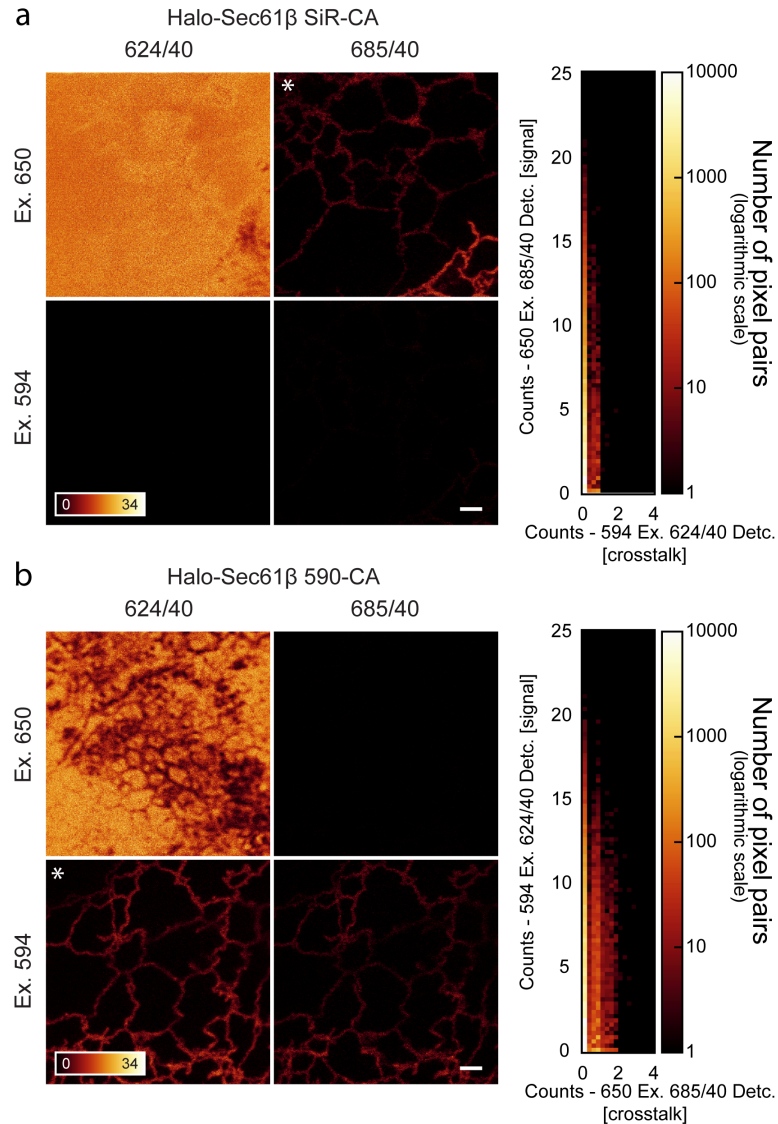 a
Halo-Sec61β SiR-CA
624/40 685/40
Ex. 650
*
Ex. 594
0 34
Counts - 650 Ex. 685/40 Detc. [signal]
25
20
15
10
5
0
0 2 4
Counts - 594 Ex. 624/40 Detc.
[crosstalk]
10000
1000
100
10
1
Number of pixel pairs
(logarithmic scale)
b
Halo-Sec61β 590-CA
624/40 685/40
Ex. 650
*
Ex. 594
0 34
Counts - 594 Ex. 624/40 Detc. [signal]
25
20
15
10
5
0
0 2 4
Counts - 650 Ex. 685/40 Detc.
[crosstalk]
10000
1000
100
10
1
Number of pixel pairs
(logarithmic scale)